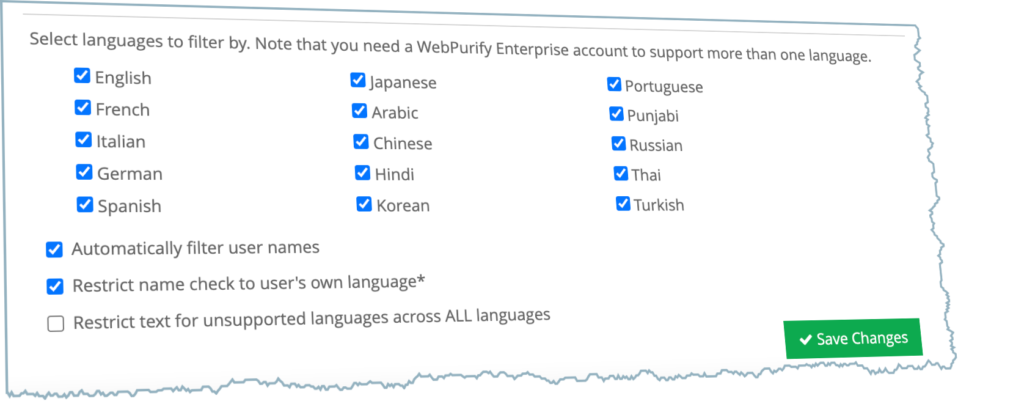 Select languages to filter by. Note that you need a WebPurify Enterprise account to support more than one language.
English
French
Italian
German
Spanish
Japanese
Arabic
Chinese
Hindi
Korean
Portuguese
Punjabi
Russian
Thai
Turkish
Automatically filter user names
Restrict name check to user's own language*
Restrict text for unsupported languages across ALL languages
Save Changes